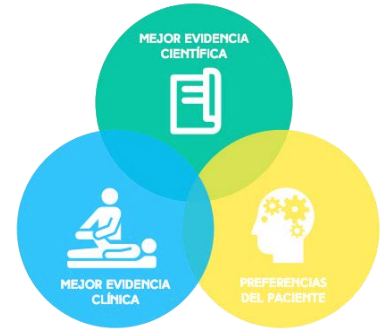 MEJOR EVIDENCIA
CIENTÍFICA
MEJOR EVIDENCIA
CLÍNICA
PREFERENCIAS
DEL PACIENTE